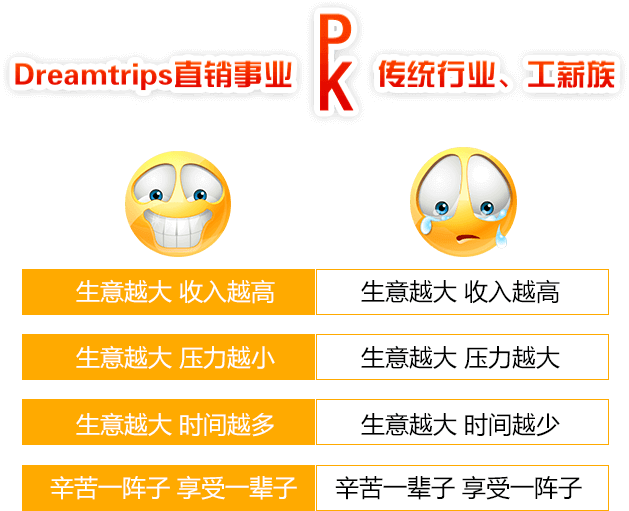 Dreamtrips直销事业 PK 传统行业、工薪族
生意越大 收入越高 生意越大 收入越高
生意越大 压力越小 生意越大 压力越大
生意越大 时间越多 生意越大 时间越少
辛苦一阵子 享受一辈子 辛苦一辈子 享受一阵子